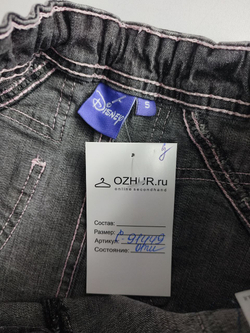 Disney
5
OZHUR.ru
online secondhand
Состав:
Размер:
Артикул:
Состояние: